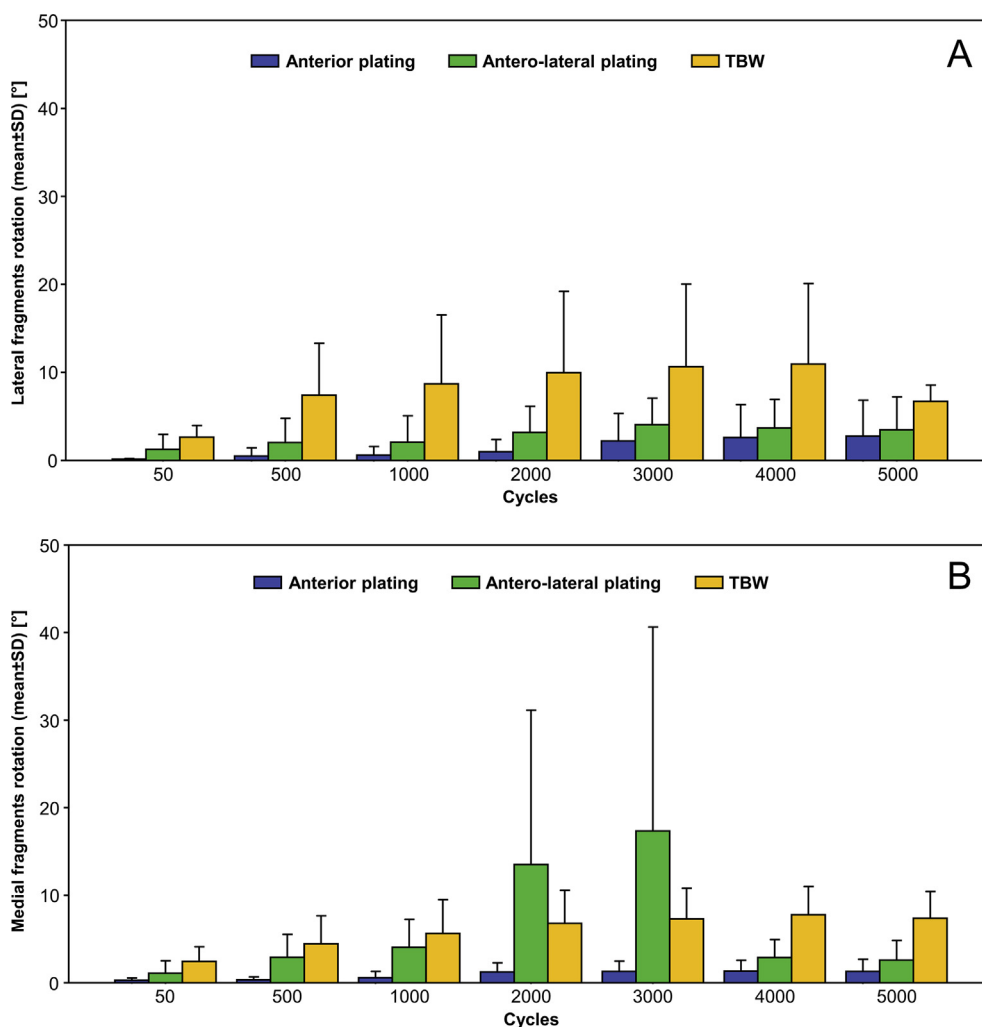 A
Anterior plating Antero-lateral plating TBW
Lateral fragments rotation (mean±SD) [°]
50
40
30
20
10
0
50 500 1000 2000 3000 4000 5000
Cycles
B
Anterior plating Antero-lateral plating TBW
Medial fragments rotation (mean±SD) [°]
50
40
30
20
10
0
50 500 1000 2000 3000 4000 5000
Cycles